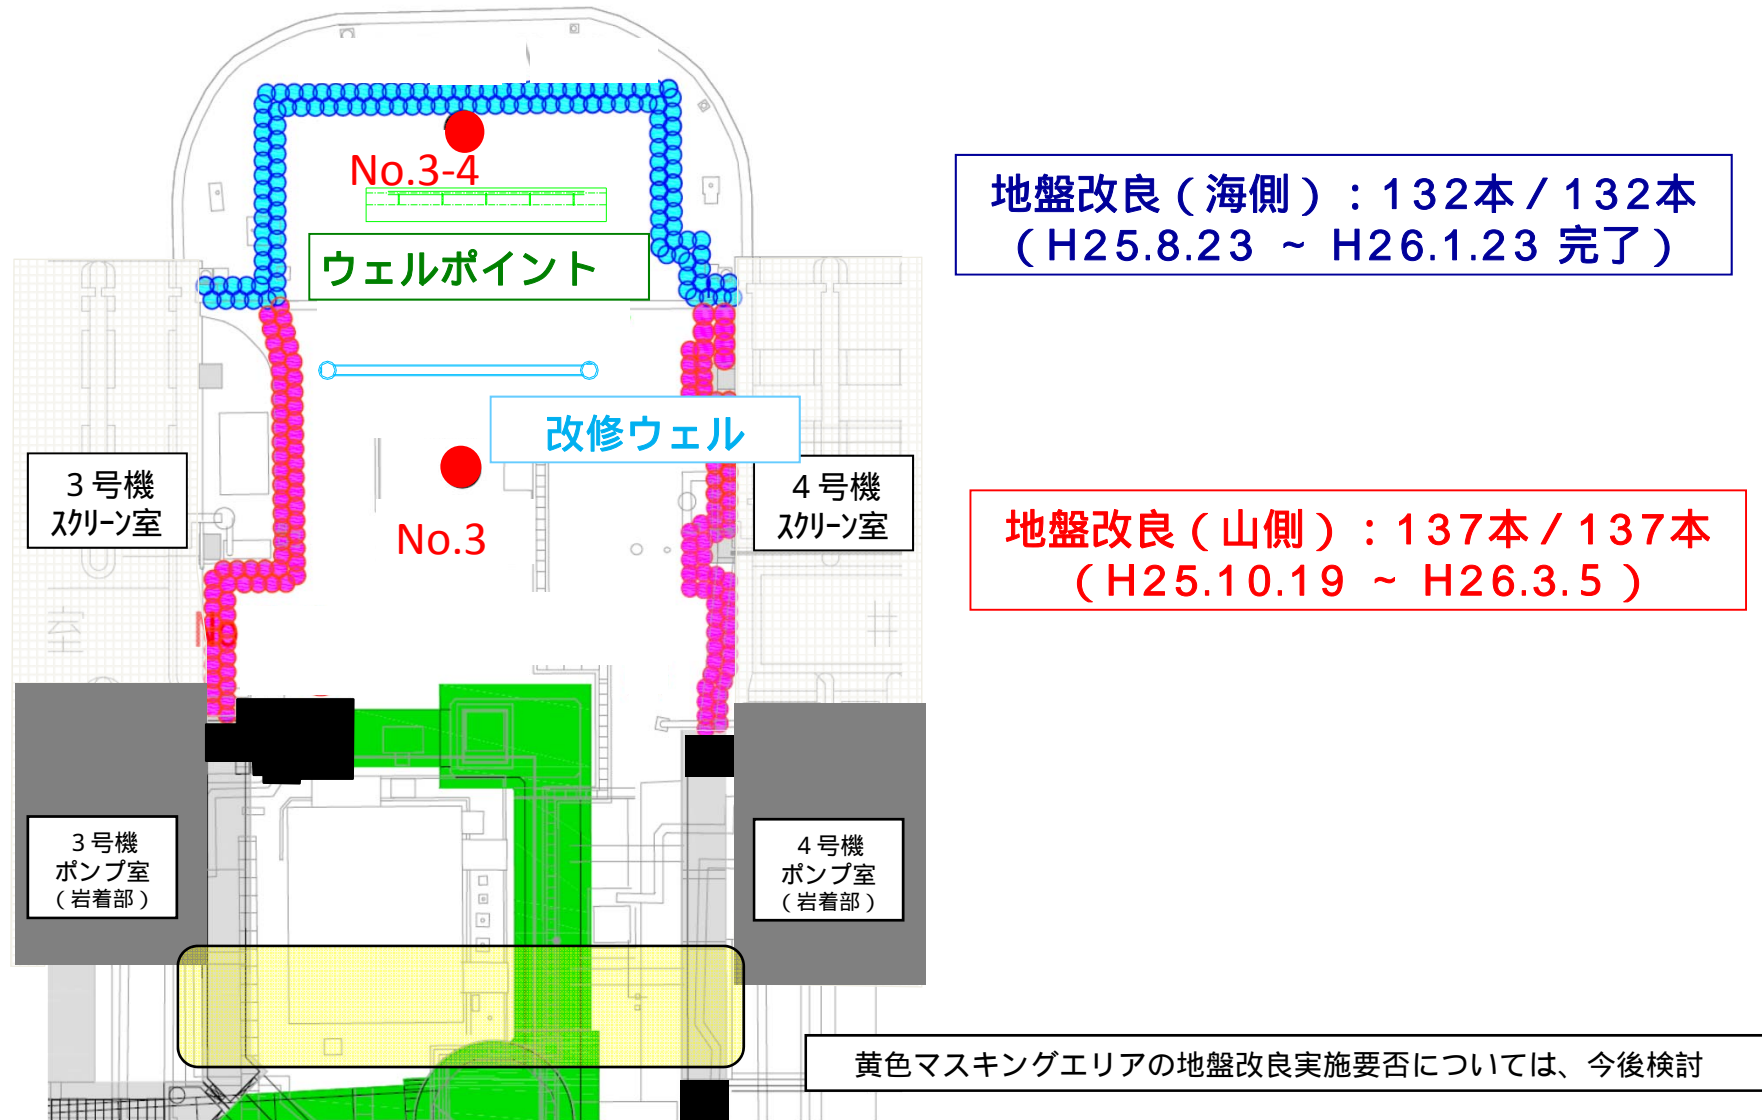 No.3-4
ウェルポイント
改修ウェル
No.3
No
3号機
スクリーン室
4号機
スクリーン室
3号機
ポンプ室
(岩着部)
4号機
ポンプ室
(岩着部)
地盤改良(海側):132本/132本
(H25.8.23 ~ H26.1.23 完了)
地盤改良(山側):137本/137本
(H25.10.19 ~ H26.3.5)
黄色マスキングエリアの地盤改良実施要否については、今後検討